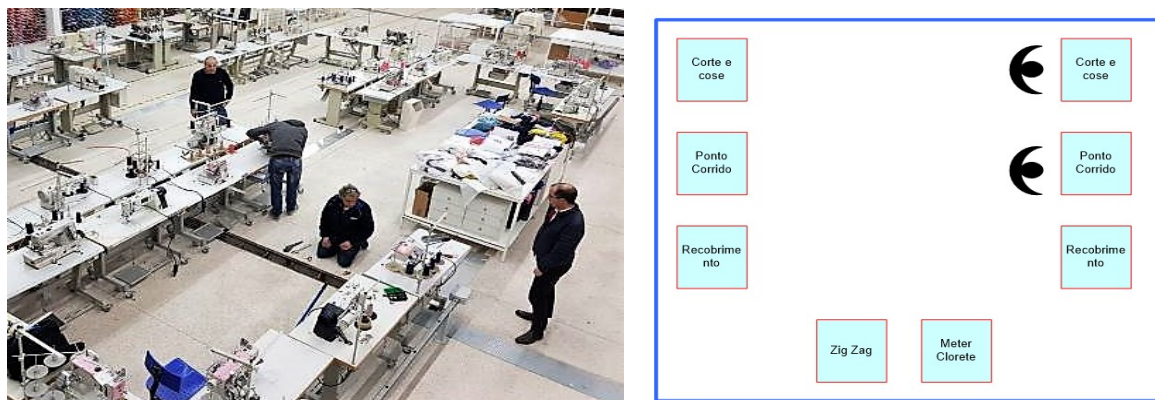 Corte e
cose
Corte e
cose
Ponto
Corrido
Ponto
Corrido
Recobrime
nto
Recobrime
nto
Zig Zag
Meter
Clorete